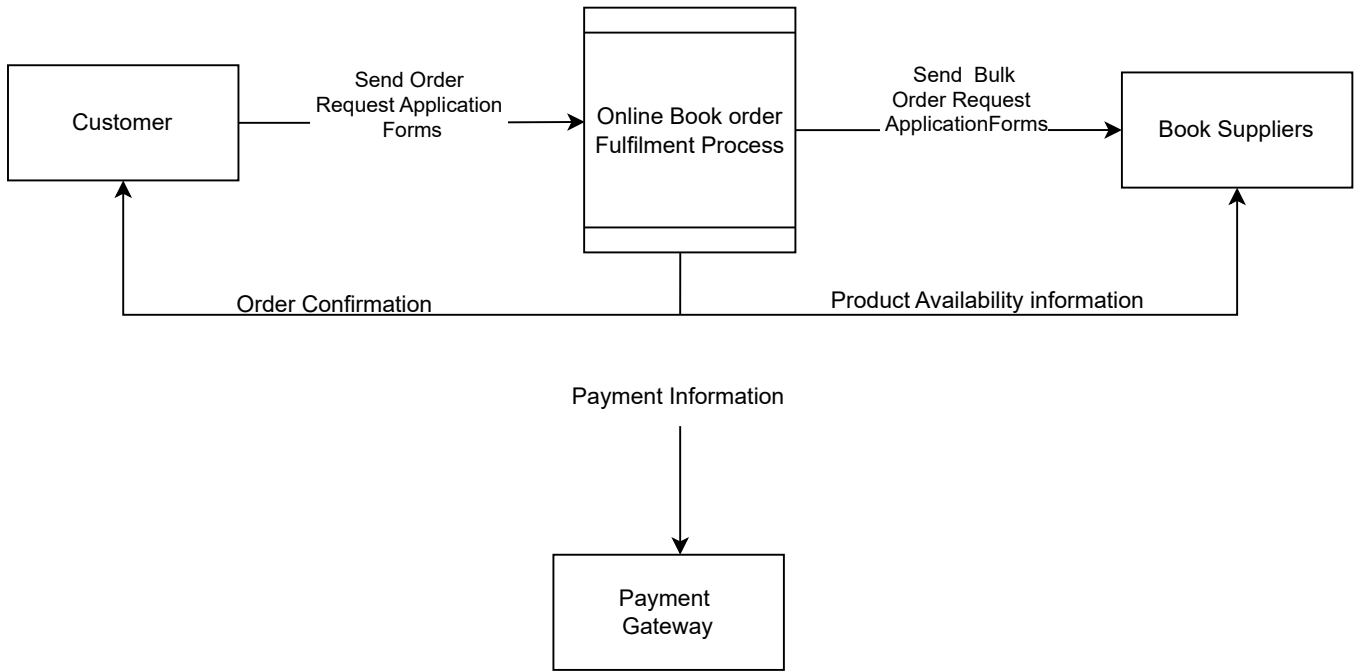 Customer
Send Order
Request Application
Forms
Online Book order
Fulfilment Process
Send  Bulk
Order Request
ApplicationForms
Book Suppliers
Order Confirmation
Product Availability information
Payment Information
Payment
Gateway